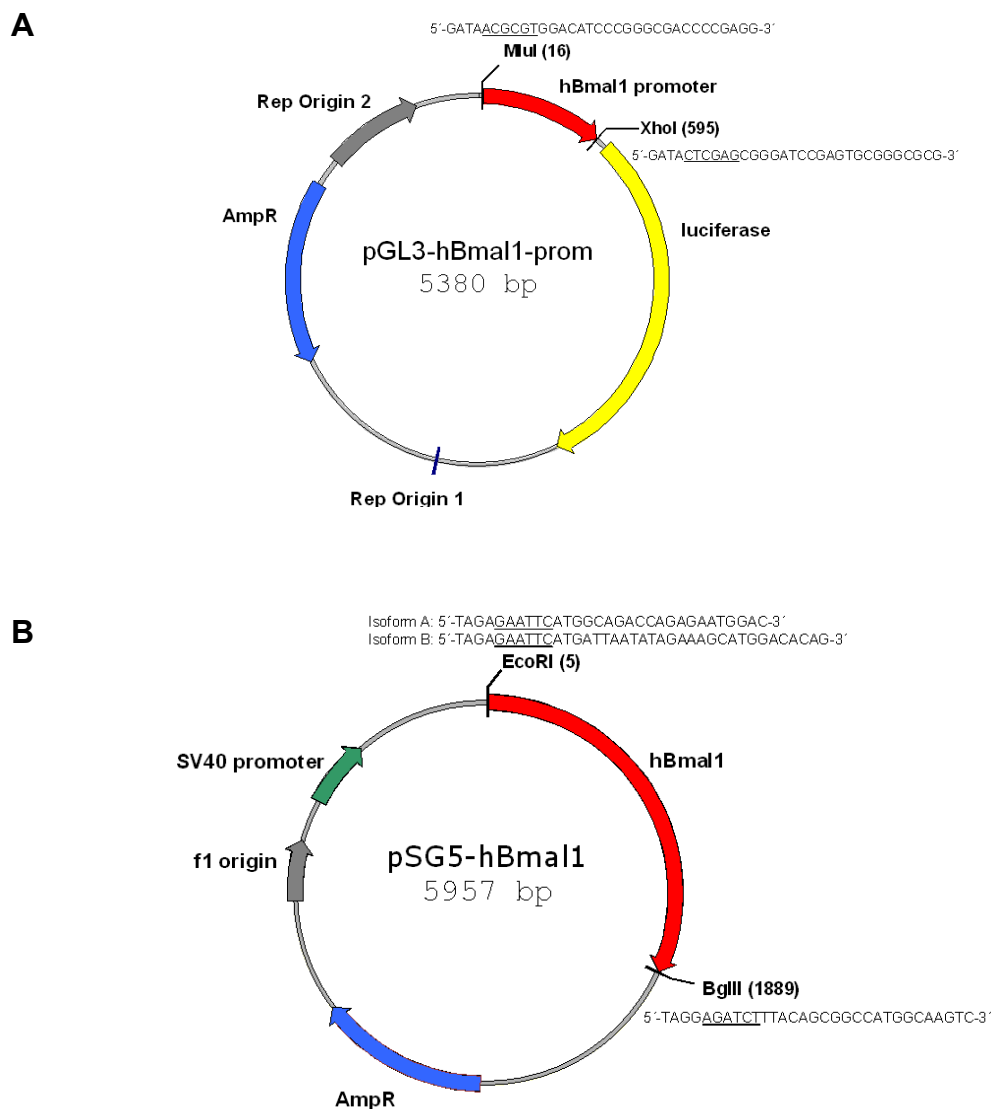 A
5´-GATAACGCGTGGACATCCCGGGCGACCCCGAGG-3´
MluI (16)
hBmal1 promoter
Rep Origin 2
XhoI (595)
5´-GATACTCGAGCGGGATCCGAGTGCGGGCGCG-3´
AmpR
luciferase
pGL3-hBmal1-prom
5380 bp
Rep Origin 1
B
Isoform A: 5´-TAGAGAATTCATGGCAGACCAGAGAATGGAC-3´
Isoform B: 5´-TAGAGAATTCATGATTAATATAGAAAGCATGGACACAG-3´
EcoRI (5)
SV40 promoter
hBmal1
f1 origin
pSG5-hBmal1
5957 bp
BglII (1889)
5´-TAGGAGATCTTTACAGCGGCCATGGCAAGTC-3´
AmpR